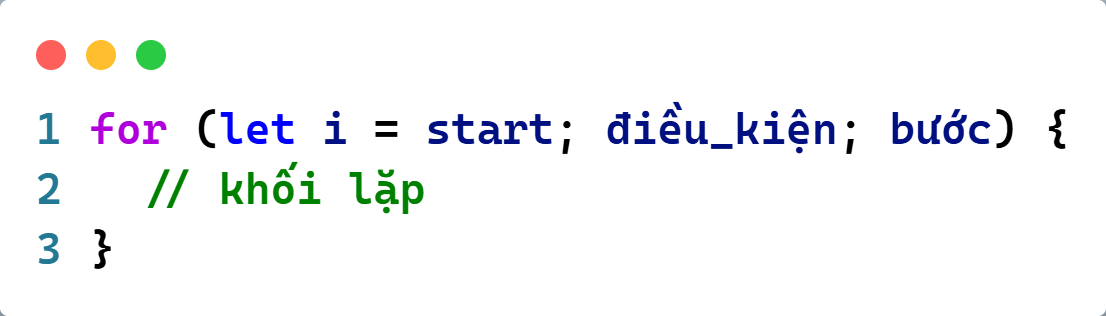 1 for (let i = start; điều_kiện; bước) {
2   // khối lặp
3 }